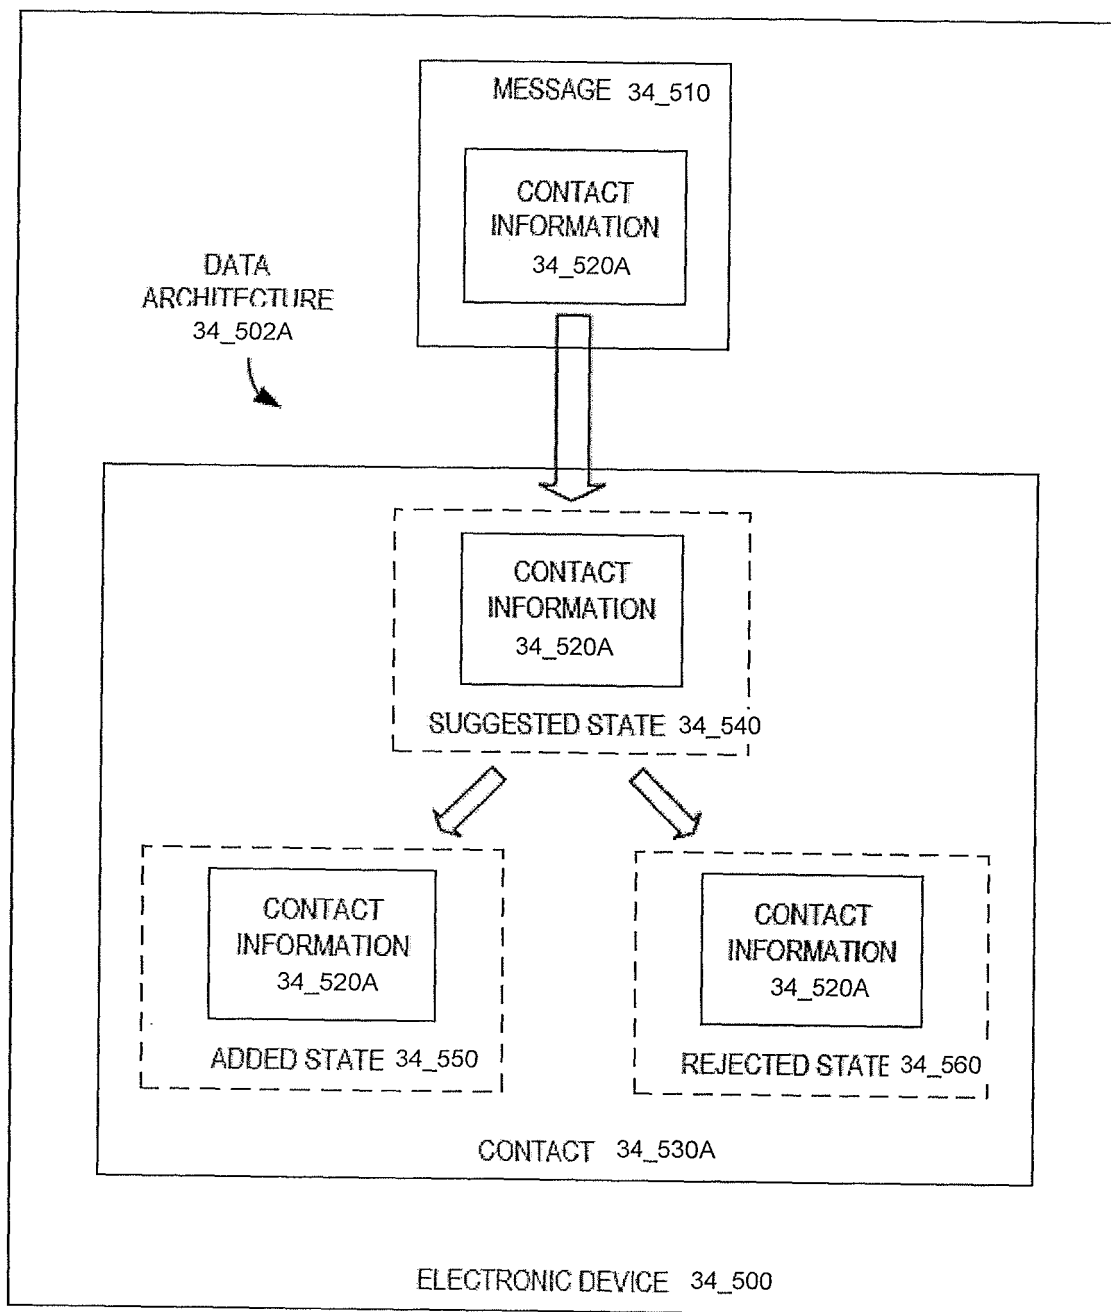 MESSAGE 34_510
CONTACT
INFORMATION
34_520A
DATA
ARCHITECTURE
34_502A
CONTACT
INFORMATION
34_520A
SUGGESTED STATE 34_540
CONTACT
INFORMATION
34_520A
ADDED STATE 34_550
CONTACT
INFORMATION
34_520A
REJECTED STATE 34_560
CONTACT 34_530A
ELECTRONIC DEVICE 34_500